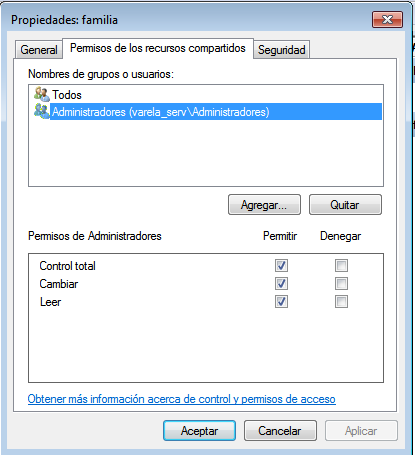 Propiedades: familia
General
Permisos de los recursos compartidos
Seguridad
Nombres de grupos o usuarios:
Todos
Administradores (varela_serv\Administradores)
Agregar...
Quitar
Permisos de Administradores
Permitir
Denegar
Control total
Cambiar
Leer
Obtener más información acerca de control y permisos de acceso
Aceptar
Cancelar
Aplicar